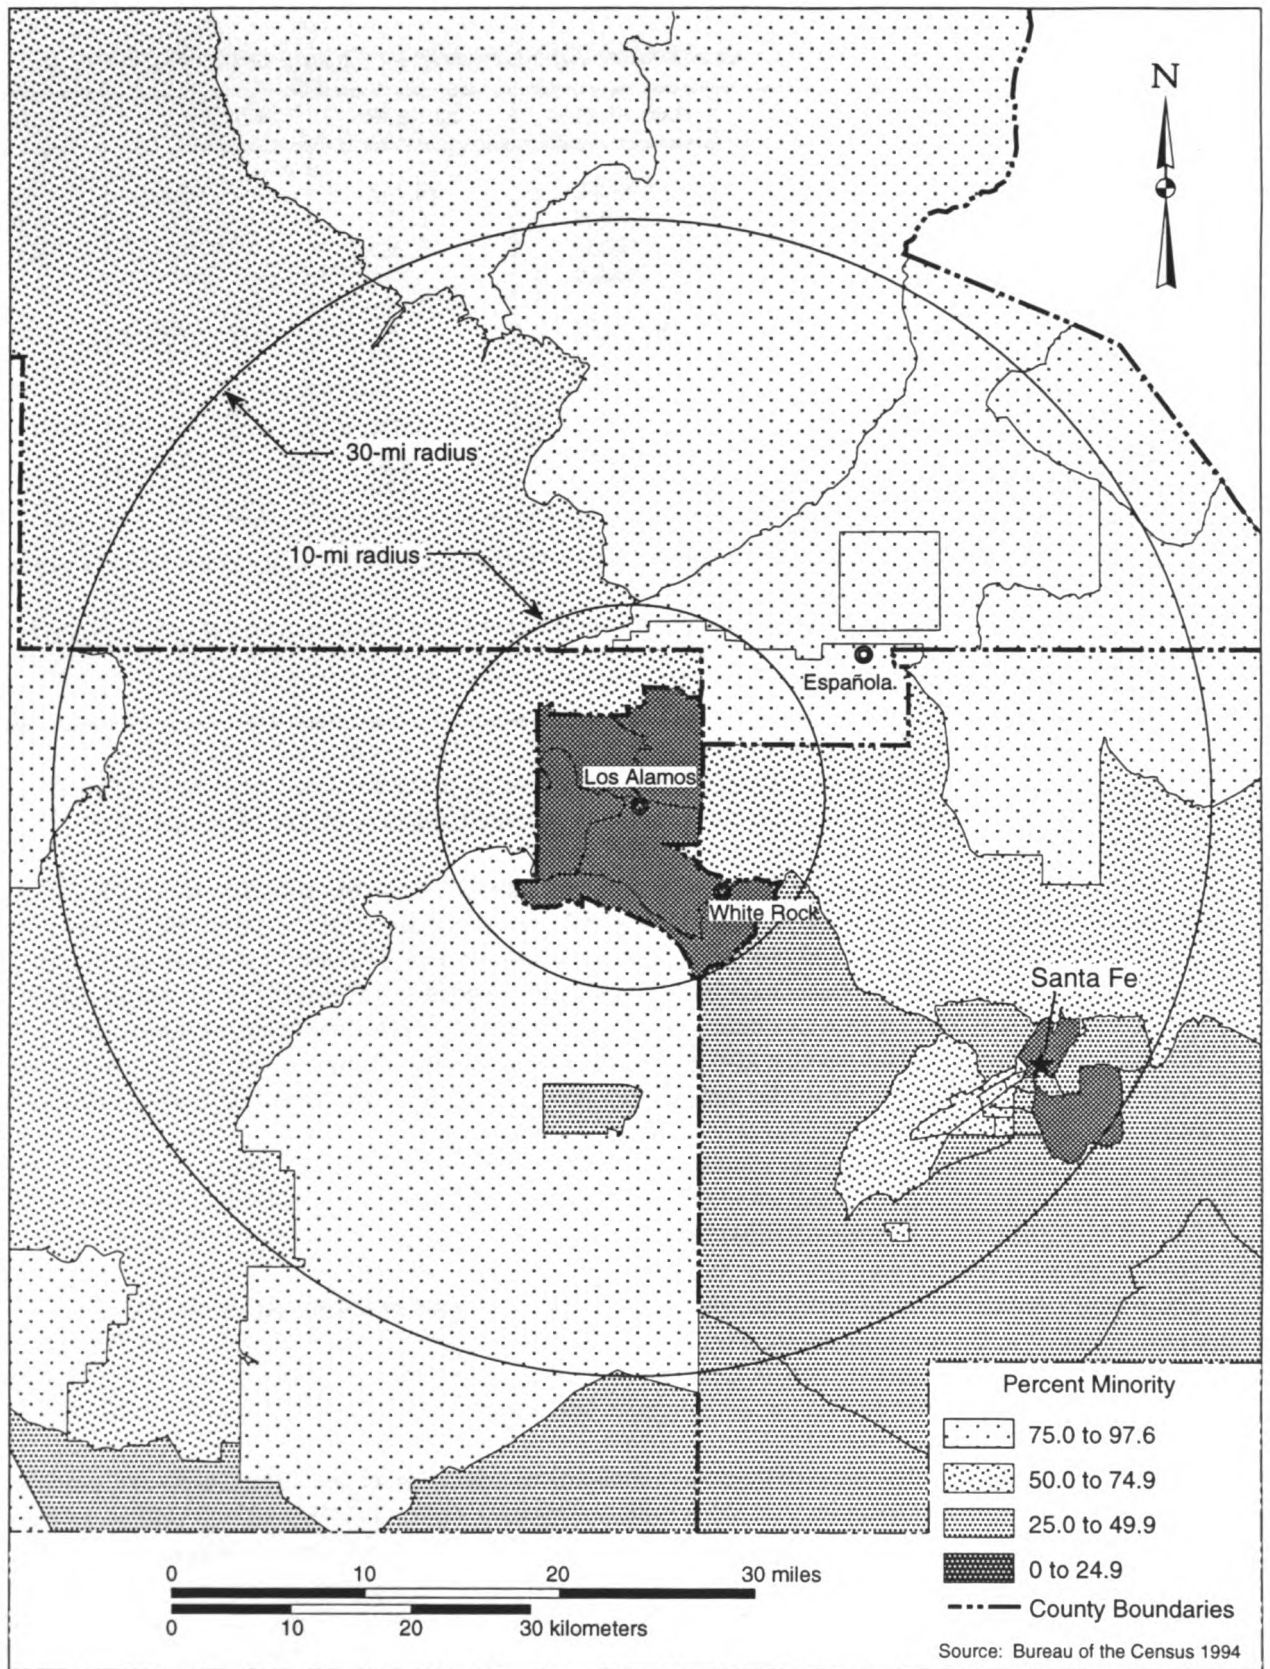 N
30-mi radius
10-mi radius
Española
Los Alamos
White Rock
Santa Fe
Percent Minority
75.0 to 97.6
50.0 to 74.9
25.0 to 49.9
0 to 24.9
County Boundaries
Source: Bureau of the Census 1994
0 10 20 30 miles
0 10 20 30 kilometers